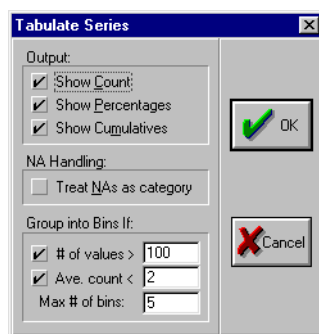 Tabulate Series
Output:
Show Count
Show Percentages
Show Cumulatives
OK
NA Handling:
Treat NAs as category
Group into Bins If:
# of values > 100
Ave. count < 2
Max # of bins: 5
Cancel